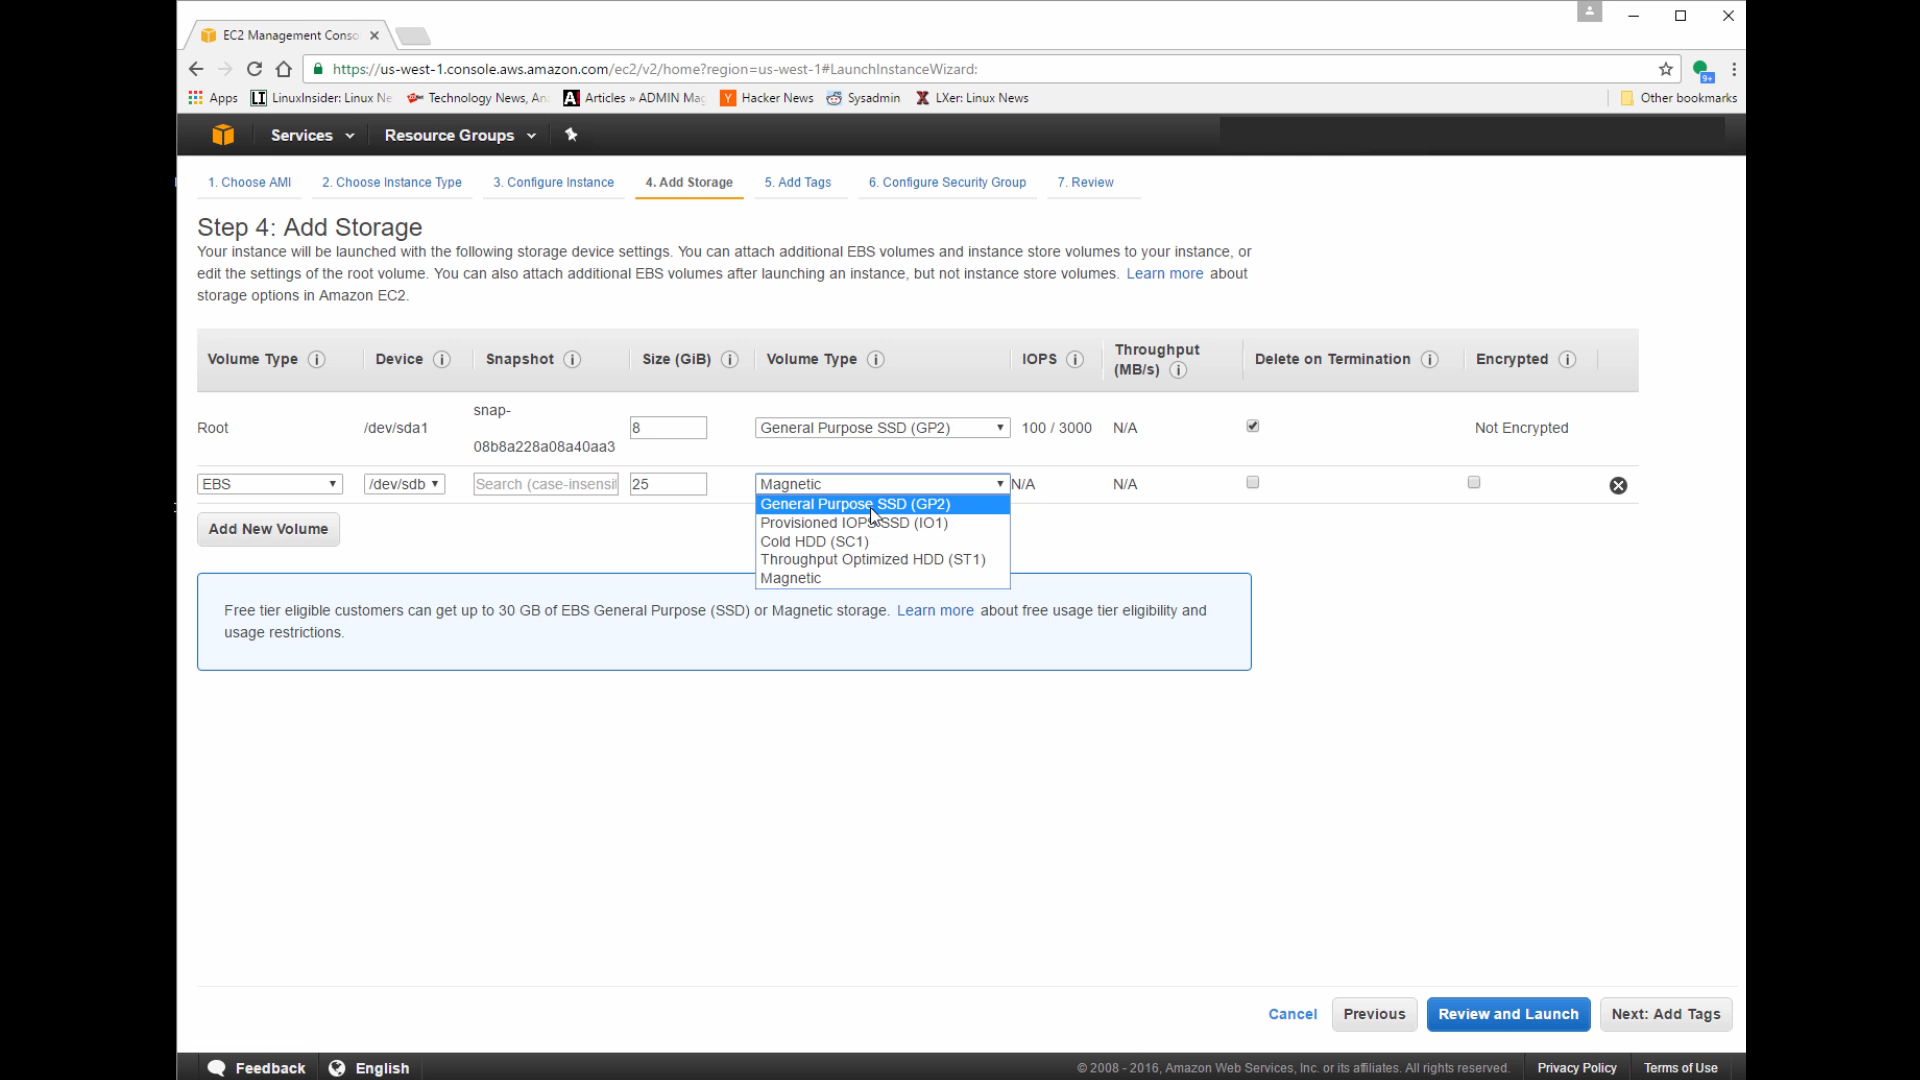 EC2 Management Conso
https://us-west-1.console.aws.amazon.com/ec2/v2/home?region=us-west-1#LaunchInstanceWizard:
9+
Apps LI LinuxInsider: Linux Ne Technology News, An A Articles » ADMIN Mag Y Hacker News Sysadmin X LXer: Linux News Other bookmarks
Services Resource Groups
1. Choose AMI 2. Choose Instance Type 3. Configure Instance 4. Add Storage 5. Add Tags 6. Configure Security Group 7. Review
Step 4: Add Storage
Your instance will be launched with the following storage device settings. You can attach additional EBS volumes and instance store volumes to your instance, or
edit the settings of the root volume. You can also attach additional EBS volumes after launching an instance, but not instance store volumes. Learn more about
storage options in Amazon EC2.
Volume Type i Device i Snapshot i Size (GiB) i Volume Type i IOPS i Throughput (MB/s) i Delete on Termination i Encrypted i
Root /dev/sda1 snap-08b8a228a08a40aa3 8 General Purpose SSD (GP2) 100 / 3000 N/A Not Encrypted
EBS /dev/sdb Search (case-insensit 25 Magnetic N/A N/A
General Purpose SSD (GP2)
Provisioned IOPS SSD (IO1)
Cold HDD (SC1)
Throughput Optimized HDD (ST1)
Magnetic
Add New Volume
Free tier eligible customers can get up to 30 GB of EBS General Purpose (SSD) or Magnetic storage. Learn more about free usage tier eligibility and
usage restrictions.
Cancel Previous Review and Launch Next: Add Tags
Feedback English © 2008 - 2016, Amazon Web Services, Inc. or its affiliates. All rights reserved. Privacy Policy Terms of Use